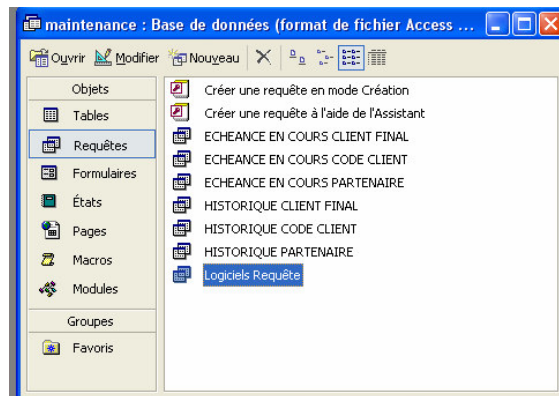 maintenance : Base de données (format de fichier Access ...
Ouvrir Modifier Nouveau
Objets
Tables
Requêtes
Formulaires
États
Pages
Macros
Modules
Groupes
Favoris
Créer une requête en mode Création
Créer une requête à l'aide de l'Assistant
ECHEANCE EN COURS CLIENT FINAL
ECHEANCE EN COURS CODE CLIENT
ECHEANCE EN COURS PARTENAIRE
HISTORIQUE CLIENT FINAL
HISTORIQUE CODE CLIENT
HISTORIQUE PARTENAIRE
Logiciels Requête